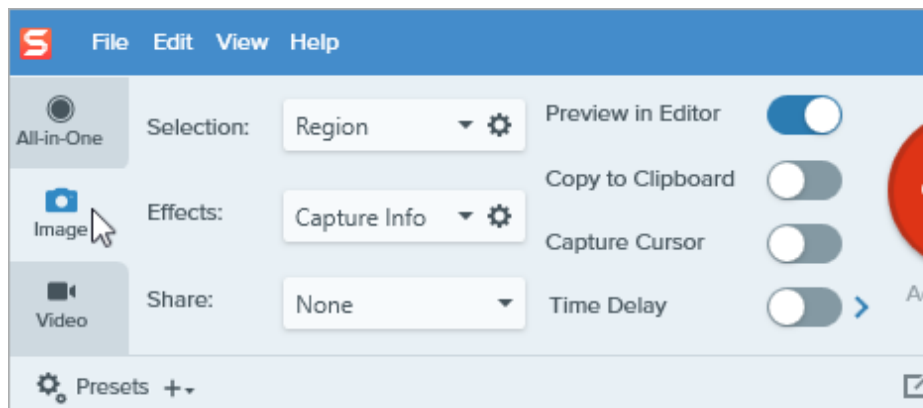 S
File Edit View Help
All-in-One
Selection:
Region
Preview in Editor
Copy to Clipboard
Image
Effects:
Capture Info
Capture Cursor
Video
Share:
None
Time Delay
Presets